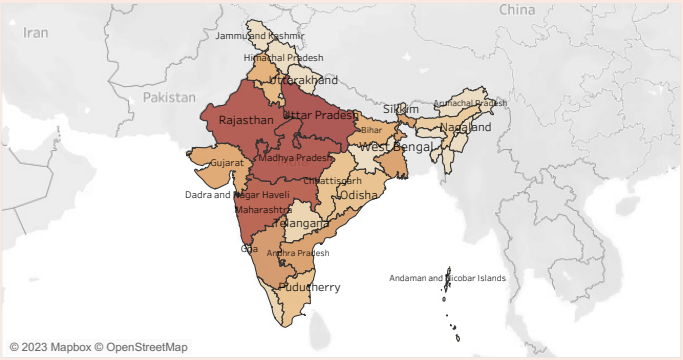 China
Iran
Jammu and Kashmir
Himachal Pradesh
Uttarakhand
Pakistan
Arunachal Pradesh
Sikkim
Rajasthan
Uttar Pradesh
Bihar
Nagaland
West Bengal
Madhya Pradesh
Gujarat
Chhattisgarh
Dadra and Nagar Haveli
Odisha
Maharashtra
Telangana
Goa
Andhra Pradesh
Andaman and Nicobar Islands
Puducherry
© 2023 Mapbox © OpenStreetMap